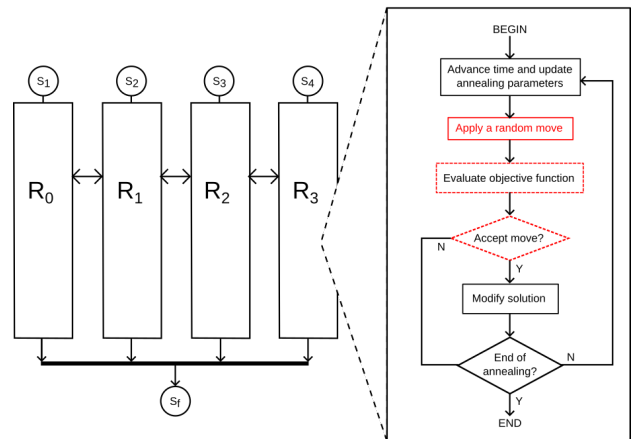 S1 S2 S3 S4
R0 R1 R2 R3
Sf
BEGIN
Advance time and update
annealing parameters
Apply a random move
Evaluate objective function
Accept move?
N
Y
Modify solution
End of
annealing?
N
Y
END